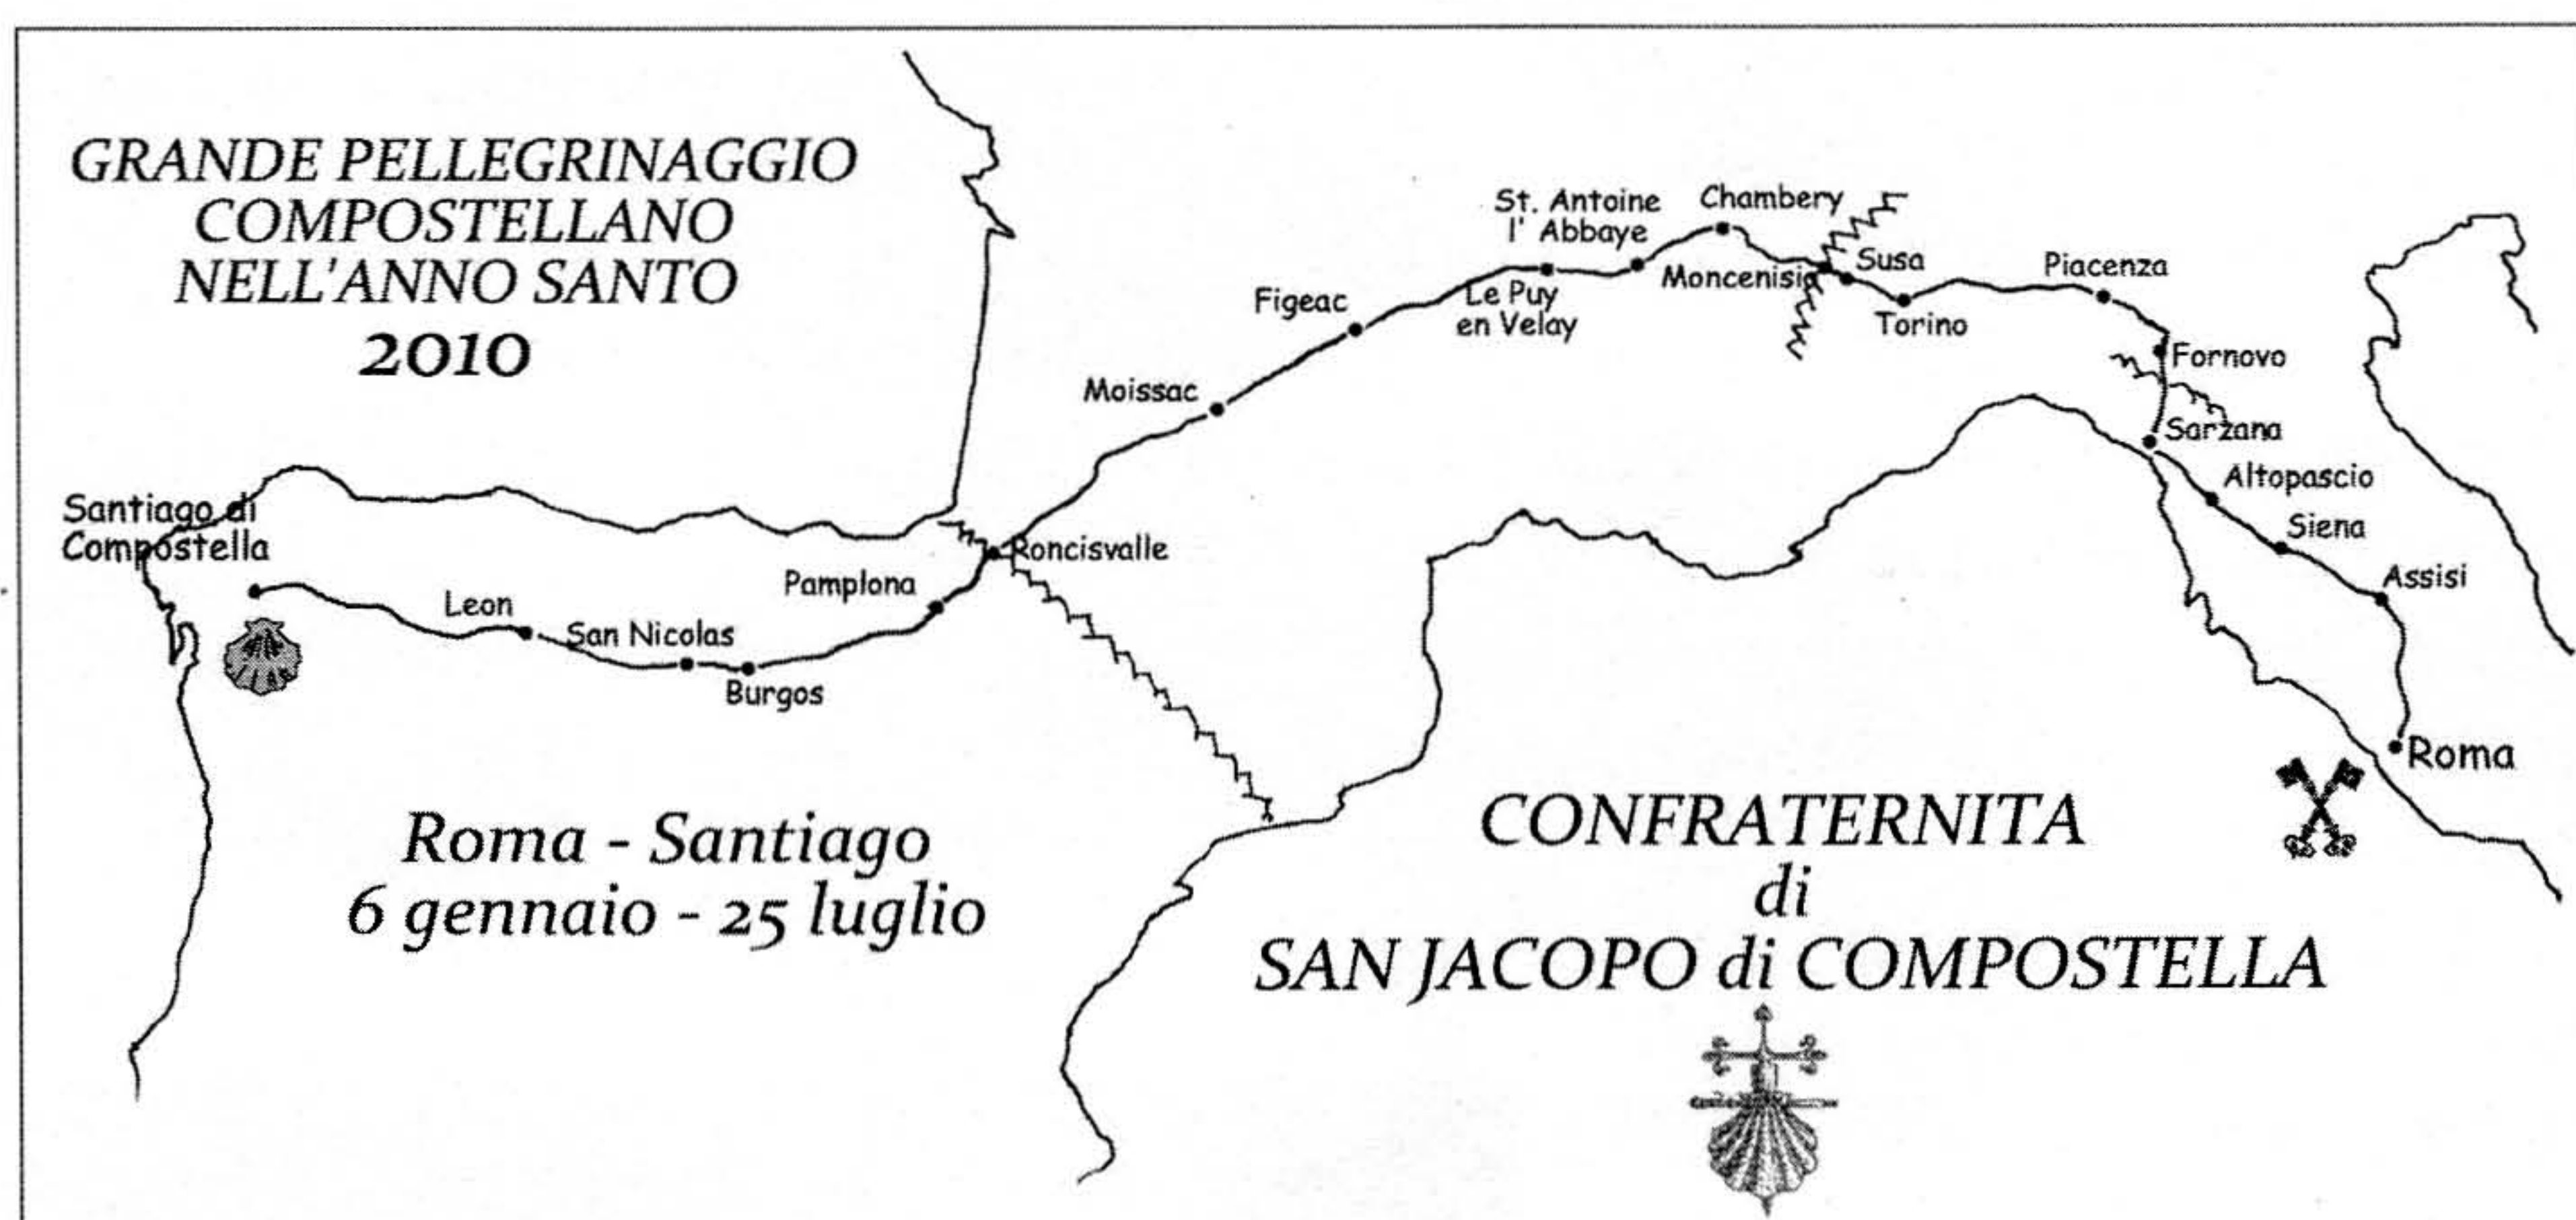 GRANDE PELLEGRINAGGIO
COMPOSTELLANO
NELL'ANNO SANTO
2010
St. Antoine
l' Abbaye
Chambery
Moncenisio
Susa
Torino
Piacenza
Fornovo
Sarzana
Altopascio
Siena
Assisi
Roma
Le Puy
en Velay
Figeac
Moissac
Roncisvalle
Pamplona
Burgos
San Nicolas
Leon
Santiago di
Compostella
Roma - Santiago
6 gennaio - 25 luglio
CONFRATERNITA
di
SAN JACOPO di COMPOSTELLA